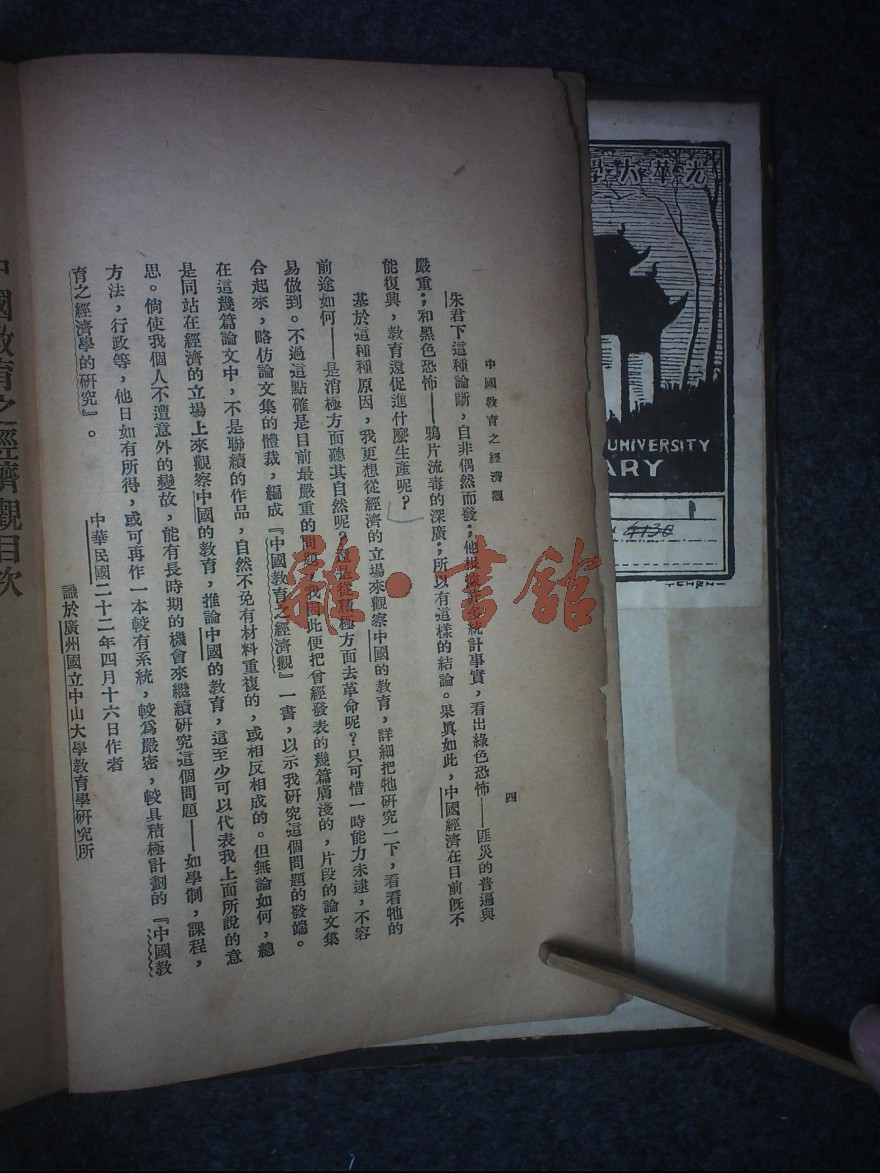 中國教育之經濟觀
四
朱君下這種論斷，自非偶然而發；他根據許多統計事實，看出綠色恐怖——匪災的普遍與
嚴重；和黑色恐怖——鴉片流毒的深廣；所以有這樣的結論。果眞如此，中國經濟在目前旣不
能復興，教育還促進什麼生產呢？
基於這種種原因，我更想從經濟的立場來觀察中國的教育，詳細把牠研究一下，看看牠的
前途如何——是消極方面聽其自然呢？還是從積極方面去革命呢？只可惜一時能力未逮，不容
易做到。不過這點確是目前最嚴重的問題，我因此便把曾經發表的幾篇膚淺的，片段的論文集
合起來，略仿論文集的體裁，編成『中國教育之經濟觀』一書，以示我研究這個問題的發端。
在這幾篇論文中，不是聯續的作品，自然不免有材料重複的，或相反相成的。但無論如何，總
是同站在經濟的立場上來觀察中國的教育，推論中國的教育，這至少可以代表我上面所說的意
思。倘使我個人不遭意外的變故，能有長時期的機會來繼續研究這個問題——如學制，課程，
方法，行政等，他日如有所得，或可再作一本較有系統，較爲嚴密，較具積極計劃的『中國教
育之經濟學的研究』。
中華民國二十二年四月十六日作者
識於廣州國立中山大學教育學研究所
中國教育之經濟觀目次
光華大學
UNIVERSITY
ARY
4130
雜·書館